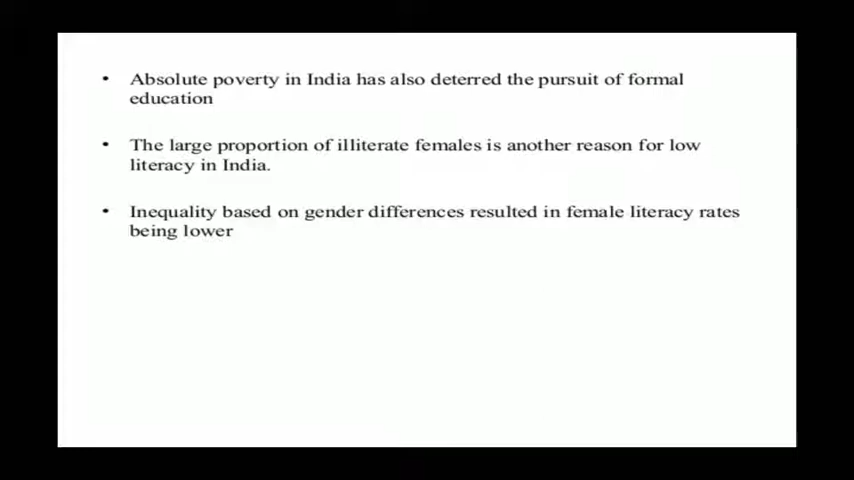 • Absolute poverty in India has also deterred the pursuit of formal
education
• The large proportion of illiterate females is another reason for low
literacy in India.
• Inequality based on gender differences resulted in female literacy rates
being lower